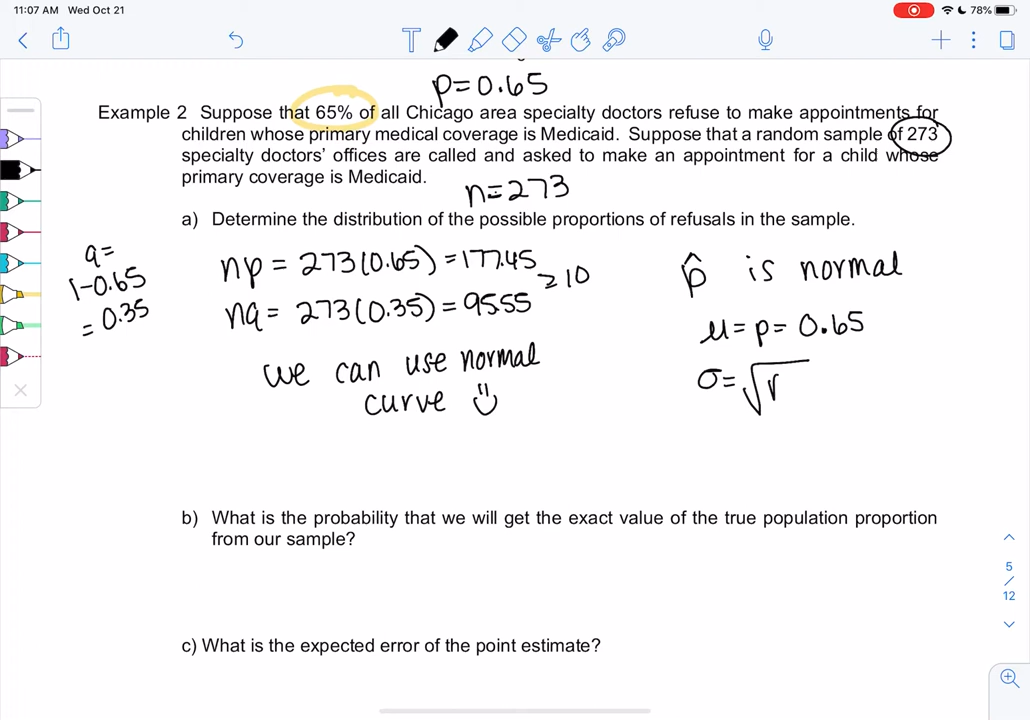 11:07 AM Wed Oct 21
78%
T
p=0.65
Example 2 Suppose that 65% of all Chicago area specialty doctors refuse to make appointments for
children whose primary medical coverage is Medicaid. Suppose that a random sample of 273
specialty doctors' offices are called and asked to make an appointment for a child whose
primary coverage is Medicaid.
n=273
a) Determine the distribution of the possible proportions of refusals in the sample.
q=
1-0.65
= 0.35
np = 273(0.65) = 177.45
nq = 273(0.35) = 95.55
≥10
we can use normal
curve
p̂ is normal
μ = p = 0.65
σ = √
b) What is the probability that we will get the exact value of the true population proportion
from our sample?
c) What is the expected error of the point estimate?
5
/
12